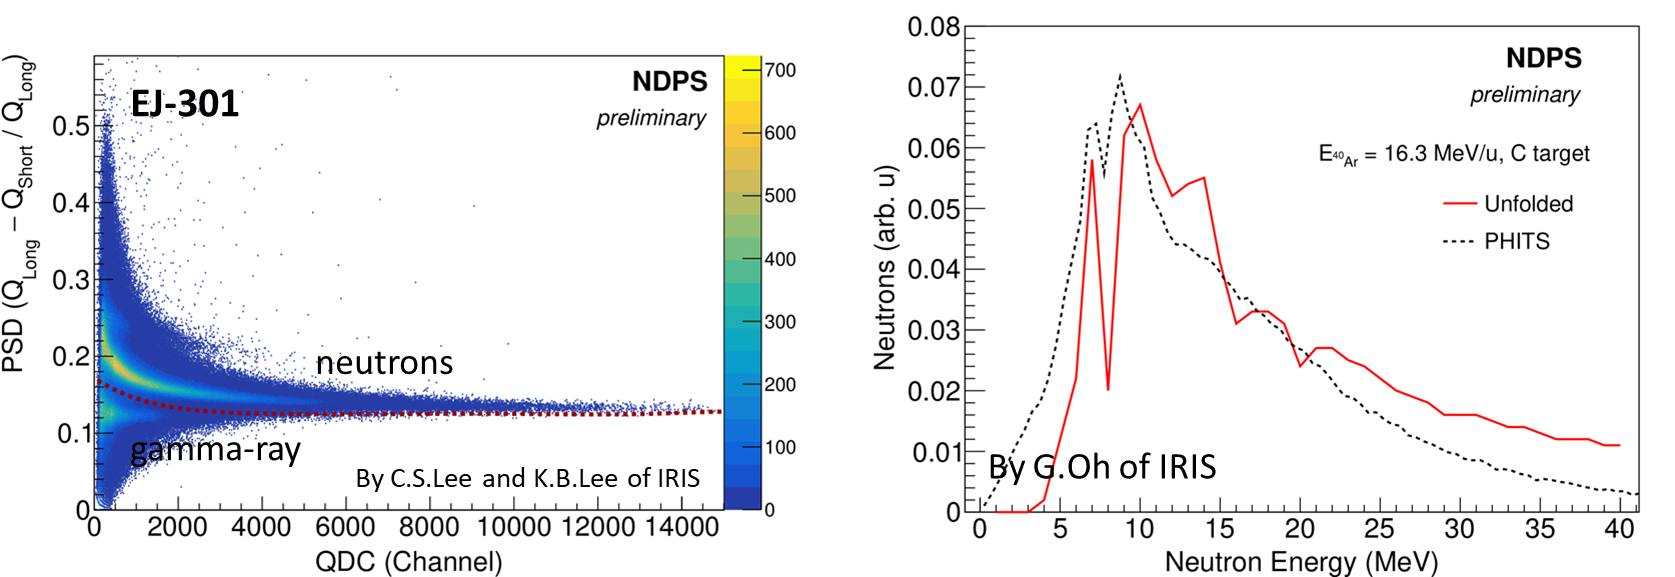 PSD (Q_Long − Q_Short / Q_Long)
EJ-301
NDPS
preliminary
neutrons
gamma-ray
By C.S.Lee and K.B.Lee of IRIS
0.5
0.4
0.3
0.2
0.1
0
0 2000 4000 6000 8000 10000 12000 14000
QDC (Channel)
700
600
500
400
300
200
100
0
Neutrons (arb. u)
0.08
0.07
0.06
0.05
0.04
0.03
0.02
0.01
0
NDPS
preliminary
E⁴⁰Ar = 16.3 MeV/u, C target
Unfolded
PHITS
By G.Oh of IRIS
0 5 10 15 20 25 30 35 40
Neutron Energy (MeV)